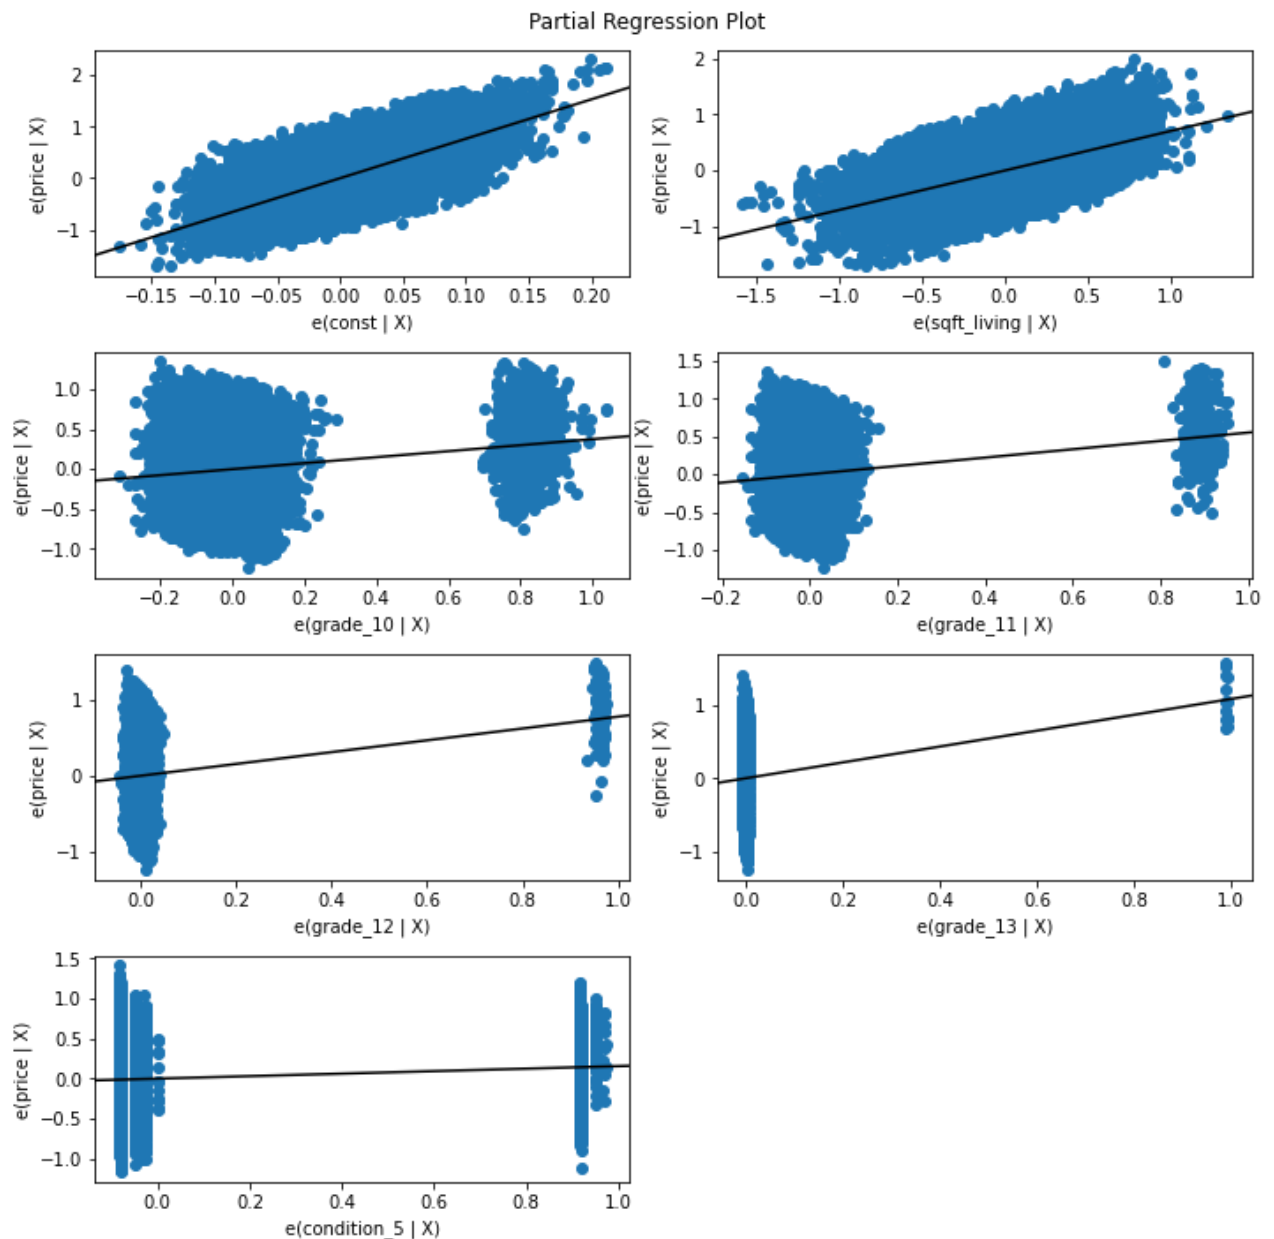 Partial Regression Plot
e(price | X)
2
1
0
−1
−0.15 −0.10 −0.05 0.00 0.05 0.10 0.15 0.20
e(const | X)
e(price | X)
2
1
0
−1
−1.5 −1.0 −0.5 0.0 0.5 1.0
e(sqft_living | X)
e(price | X)
1.0
0.5
0.0
−0.5
−1.0
−0.2 0.0 0.2 0.4 0.6 0.8 1.0
e(grade_10 | X)
e(price | X)
1.5
1.0
0.5
0.0
−0.5
−1.0
−0.2 0.0 0.2 0.4 0.6 0.8 1.0
e(grade_11 | X)
e(price | X)
1
0
−1
0.0 0.2 0.4 0.6 0.8 1.0
e(grade_12 | X)
e(price | X)
1
0
−1
0.0 0.2 0.4 0.6 0.8 1.0
e(grade_13 | X)
e(price | X)
1.5
1.0
0.5
0.0
−0.5
−1.0
0.0 0.2 0.4 0.6 0.8 1.0
e(condition_5 | X)